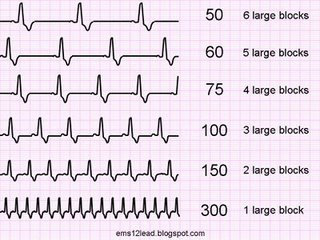 50 6 large blocks
60 5 large blocks
75 4 large blocks
100 3 large blocks
150 2 large blocks
300 1 large block
ems12lead.blogspot.com